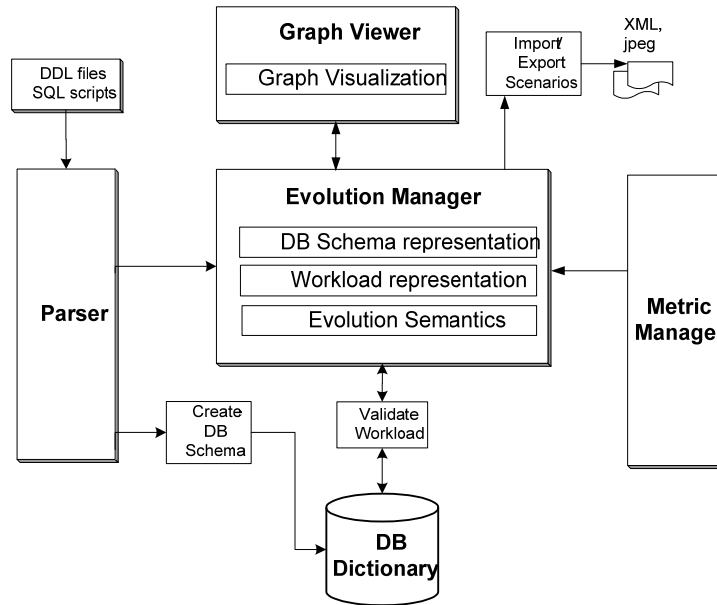 Graph Viewer
Graph Visualization
DDL files
SQL scripts
Import/
Export
Scenarios
XML,
jpeg
Evolution Manager
DB Schema representation
Workload representation
Evolution Semantics
Parser
Metric
Manage
Create
DB
Schema
Validate
Workload
DB
Dictionary